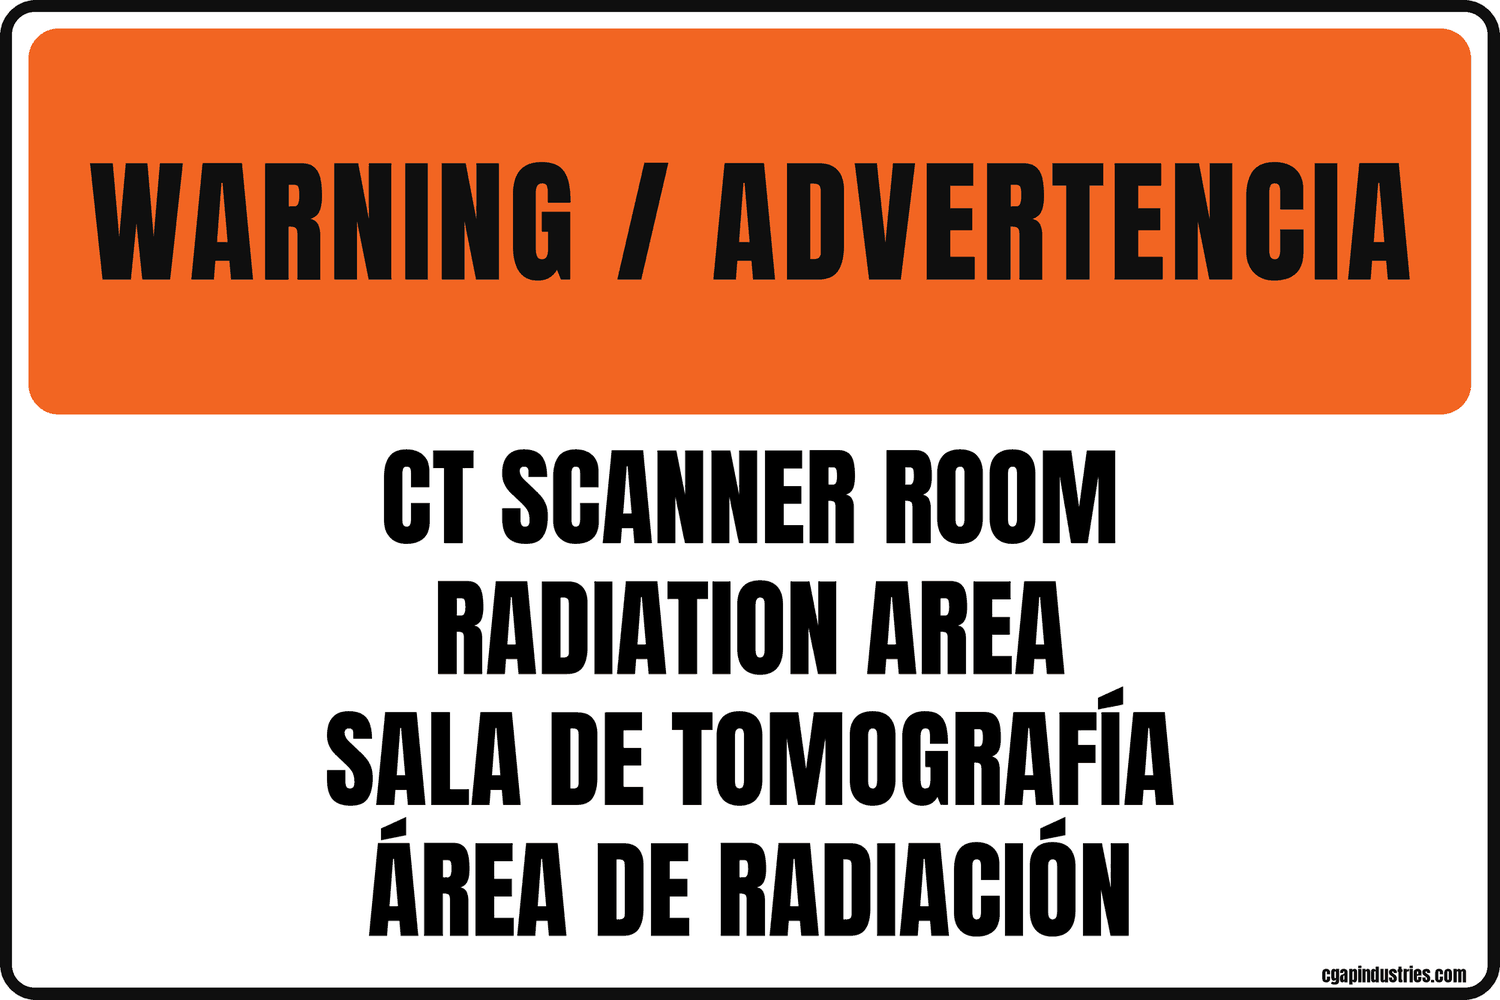 WARNING / ADVERTENCIA
CT SCANNER ROOM
RADIATION AREA
SALA DE TOMOGRAFÍA
ÁREA DE RADIACIÓN
cgapindustries.com